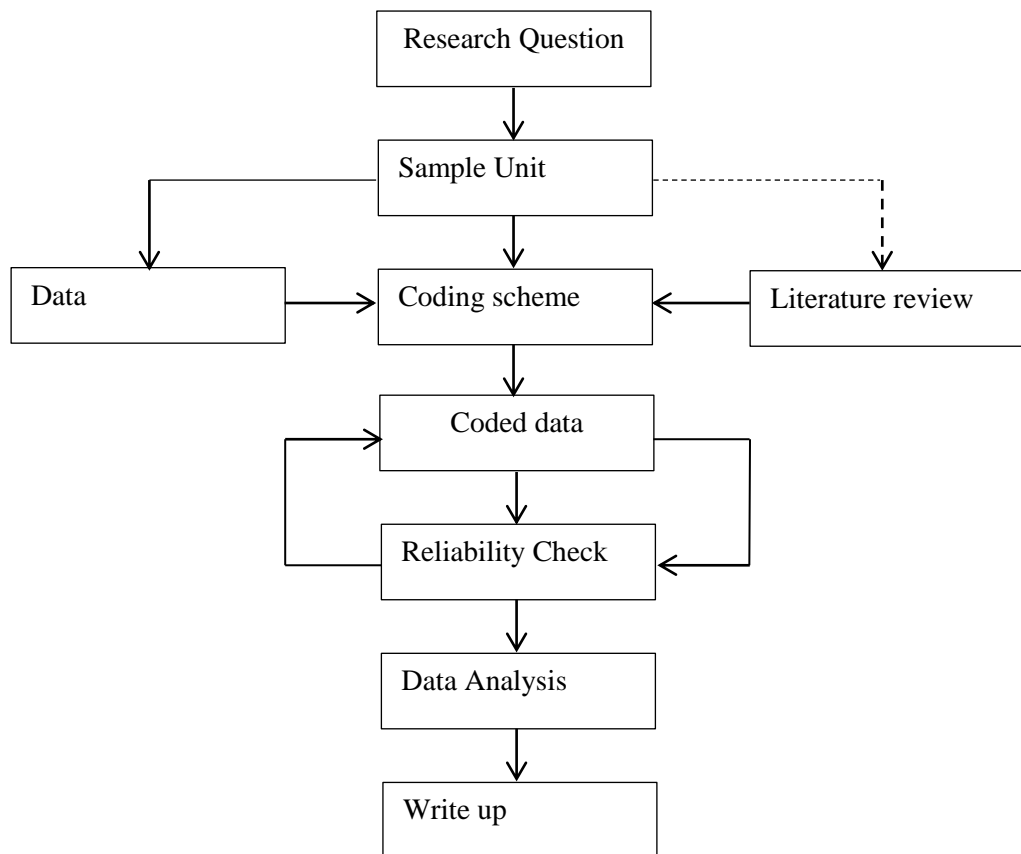 Research Question
Sample Unit
Data
Coding scheme
Literature review
Coded data
Reliability Check
Data Analysis
Write up